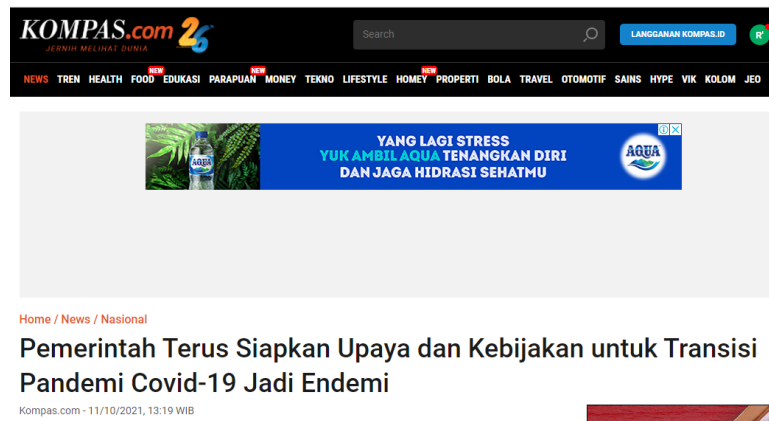 KOMPAS.com 26
JERNIH MELIHAT DUNIA
Search
LANGGANAN KOMPAS.ID
R
NEW NEW NEW
NEWS TREN HEALTH FOOD EDUKASI PARAPUAN MONEY TEKNO LIFESTYLE HOMEY PROPERTI BOLA TRAVEL OTOMOTIF SAINS HYPE VIK KOLOM JEO
YANG LAGI STRESS
YUK AMBIL AQUA TENANGKAN DIRI
DAN JAGA HIDRASI SEHATMU
AQUA
AQUA
Home / News / Nasional
Pemerintah Terus Siapkan Upaya dan Kebijakan untuk Transisi
Pandemi Covid-19 Jadi Endemi
Kompas.com - 11/10/2021, 13:19 WIB